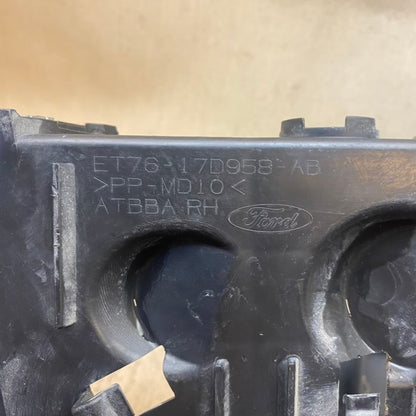 ET76-17D958-AB
>PP-MD10<
ATBBA RH
Ford